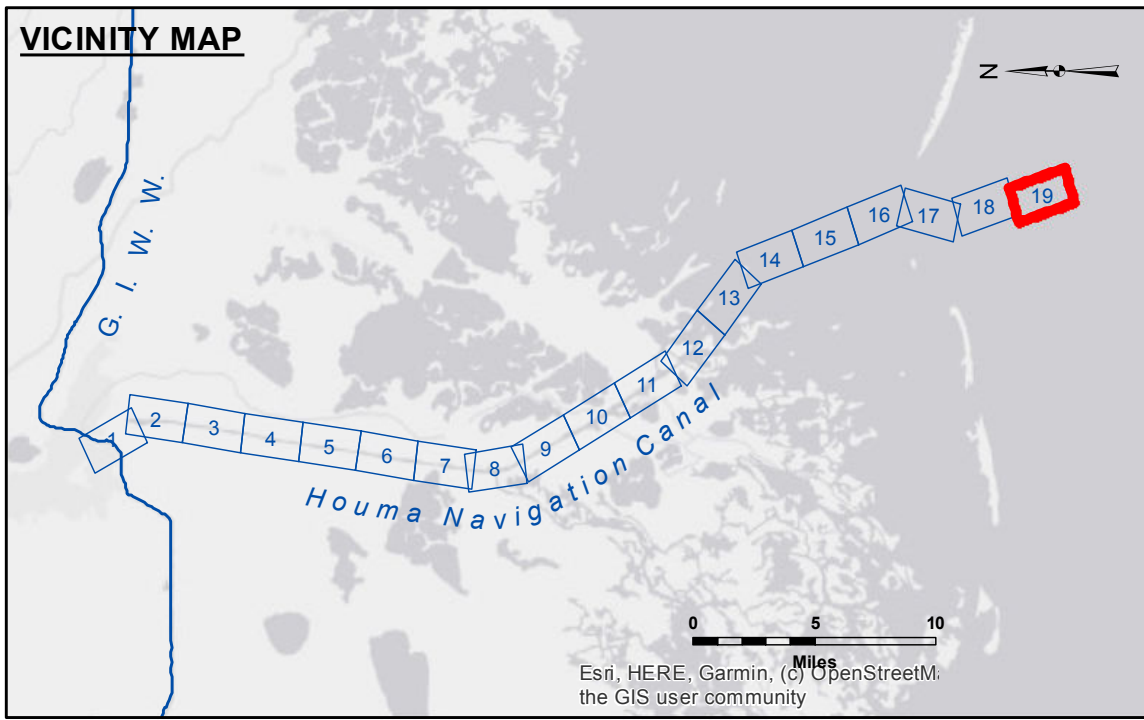 VICINITY MAP
N
G. I. W. W.
1
2
3
4
5
6
7
8
9
10
11
12
13
14
15
16
17
18
19
Houma Navigation Canal
0 5 10
Miles
Esri, HERE, Garmin, (c) OpenStreetM
the GIS user community